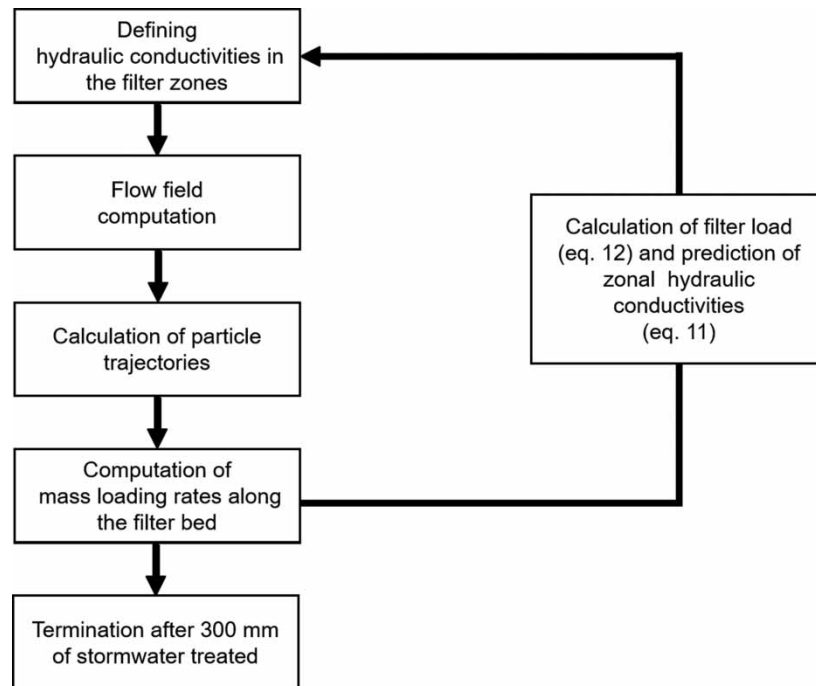 Defining
hydraulic conductivities in
the filter zones
Flow field
computation
Calculation of particle
trajectories
Computation of
mass loading rates along
the filter bed
Termination after 300 mm
of stormwater treated
Calculation of filter load
(eq. 12) and prediction of
zonal hydraulic
conductivities
(eq. 11)